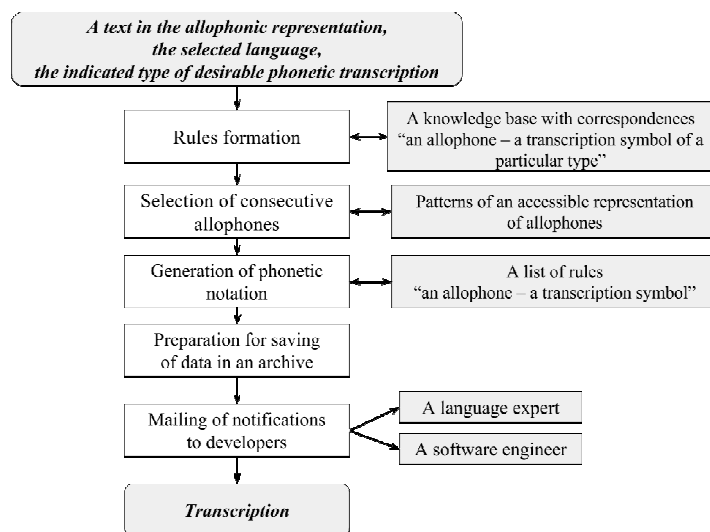 A text in the allophonic representation,
the selected language,
the indicated type of desirable phonetic transcription
Rules formation
A knowledge base with correspondences
“an allophone – a transcription symbol of a
particular type”
Selection of consecutive
allophones
Patterns of an accessible representation
of allophones
Generation of phonetic
notation
A list of rules
“an allophone – a transcription symbol”
Preparation for saving
of data in an archive
Mailing of notifications
to developers
A language expert
A software engineer
Transcription